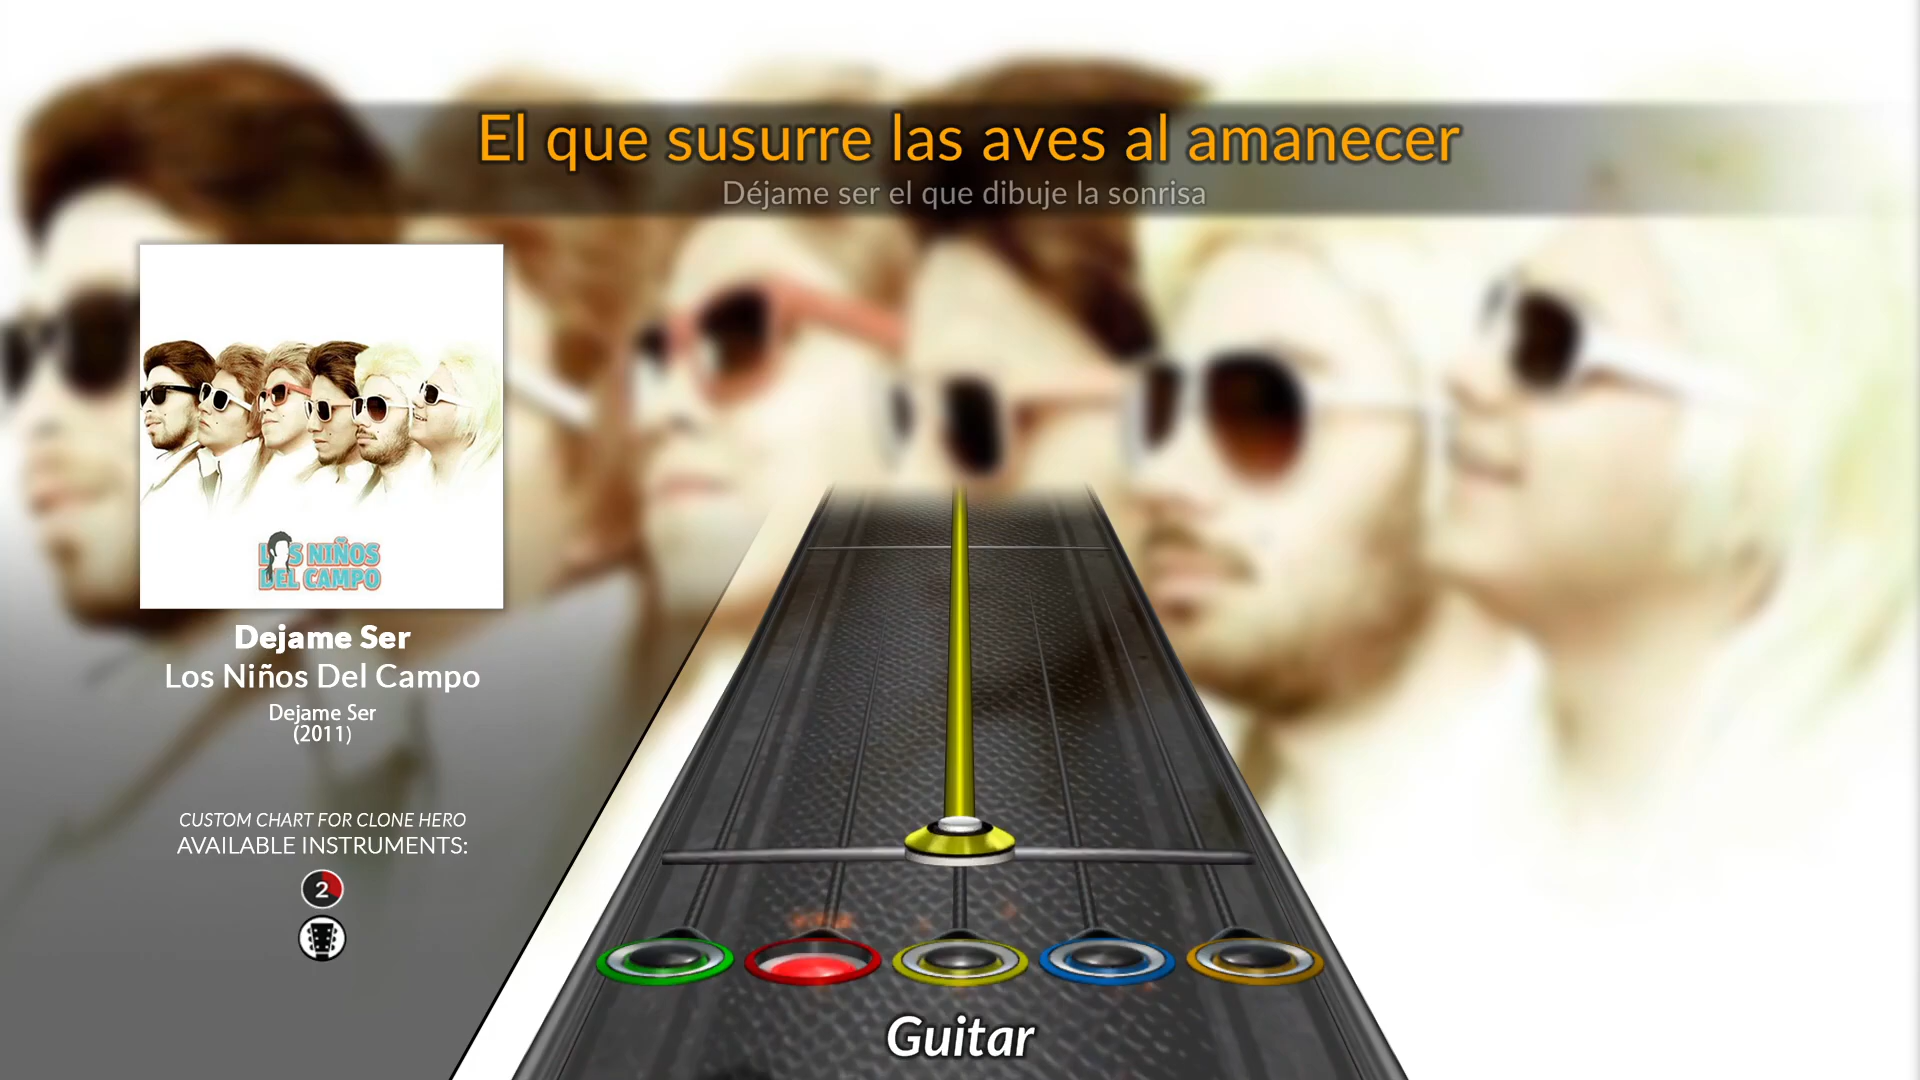 El que susurre las aves al amanecer
Déjame ser el que dibuje la sonrisa
LOS NIÑOS
DEL CAMPO
Dejame Ser
Los Niños Del Campo
Dejame Ser
(2011)
CUSTOM CHART FOR CLONE HERO
AVAILABLE INSTRUMENTS:
2
Guitar